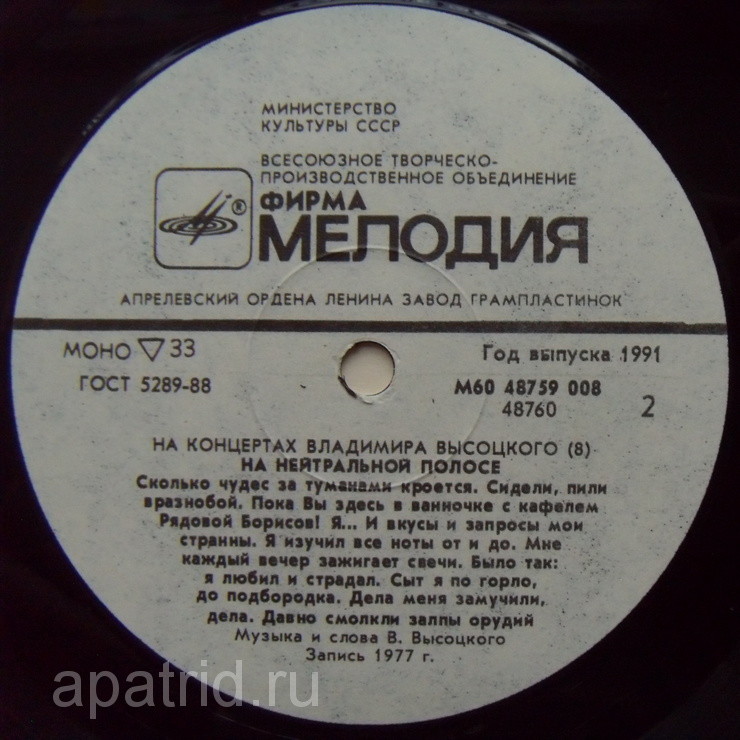 МИНИСТЕРСТВО
КУЛЬТУРЫ СССР
ВСЕСОЮЗНОЕ ТВОРЧЕСКО-
ПРОИЗВОДСТВЕННОЕ ОБЪЕДИНЕНИЕ
® ФИРМА
МЕЛОДИЯ
АПРЕЛЕВСКИЙ ОРДЕНА ЛЕНИНА ЗАВОД ГРАМПЛАСТИНОК
МОНО ▽ 33 Год выпуска 1991
ГОСТ 5289-88 М60 48759 008
48760 2
НА КОНЦЕРТАХ ВЛАДИМИРА ВЫСОЦКОГО (8)
НА НЕЙТРАЛЬНОЙ ПОЛОСЕ
Сколько чудес за туманами кроется. Сидели, пили
вразнобой. Пока Вы здесь в ванночке с кафелем
Рядовой Борисов! Я... И вкусы и запросы мои
странны. Я изучил все ноты от и до. Мне
каждый вечер зажигает свечи. Было так:
я любил и страдал. Сыт я по горло,
до подбородка. Дела меня замучили,
дела. Давно смолкли залпы орудий
Музыка и слова В. Высоцкого
Запись 1977 г.
apatrid.ru